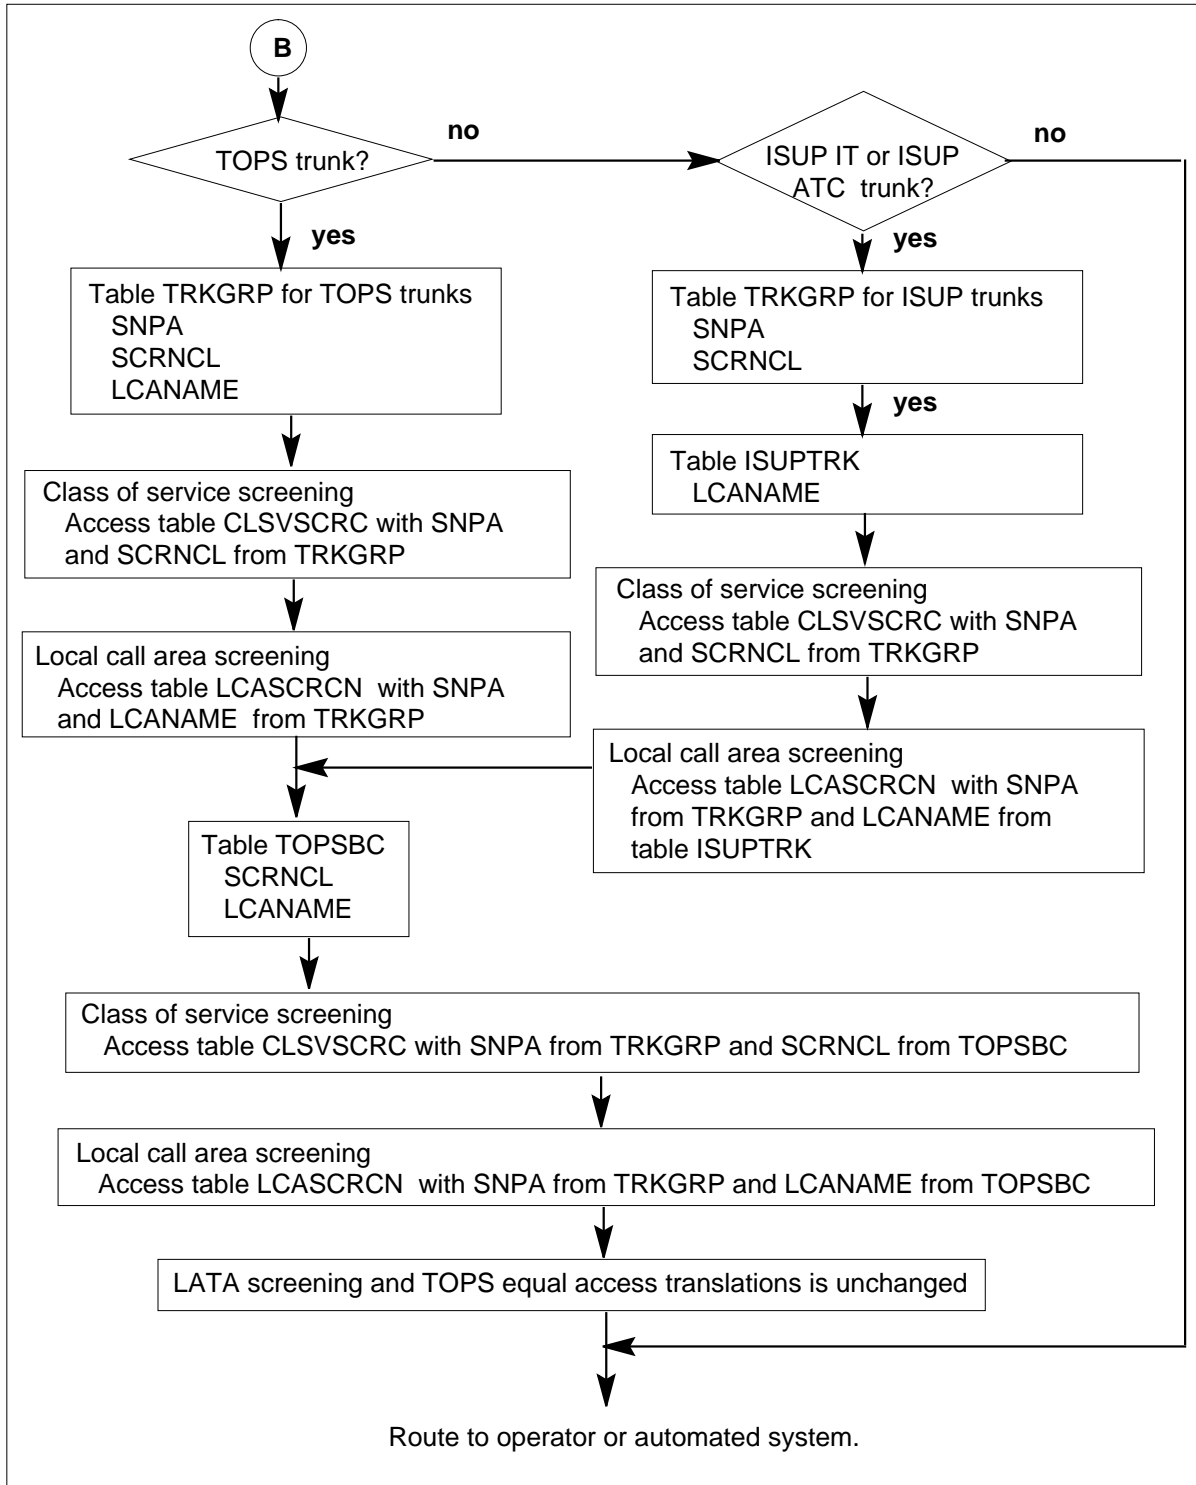 B
TOPS trunk?
no
ISUP IT or ISUP
ATC trunk?
no
yes
yes
Table TRKGRP for TOPS trunks
SNPA
SCRNCL
LCANAME
Table TRKGRP for ISUP trunks
SNPA
SCRNCL
yes
Table ISUPTRK
LCANAME
Class of service screening
Access table CLSVSCRC with SNPA
and SCRNCL from TRKGRP
Class of service screening
Access table CLSVSCRC with SNPA
and SCRNCL from TRKGRP
Local call area screening
Access table LCASCRCN with SNPA
and LCANAME from TRKGRP
Local call area screening
Access table LCASCRCN with SNPA
from TRKGRP and LCANAME from
table ISUPTRK
Table TOPSBC
SCRNCL
LCANAME
Class of service screening
Access table CLSVSCRC with SNPA from TRKGRP and SCRNCL from TOPSBC
Local call area screening
Access table LCASCRCN with SNPA from TRKGRP and LCANAME from TOPSBC
LATA screening and TOPS equal access translations is unchanged
Route to operator or automated system.